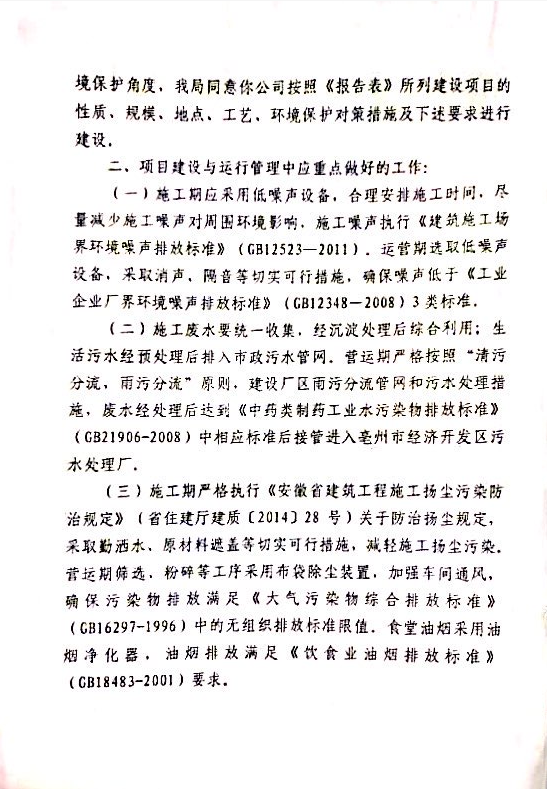 境保护角度，我局同意你公司按照《报告表》所列建设项目的
性质、规模、地点、工艺、环境保护对策措施及下述要求进行
建设。
二、项目建设与运行管理中应重点做好的工作：
（一）施工期应采用低噪声设备，合理安排施工时间，尽
量减少施工噪声对周围环境影响，施工噪声执行《建筑施工场
界环境噪声排放标准》（GB12523—2011）。运营期选取低噪声
设备，采取消声、隔音等切实可行措施，确保噪声低于《工业
企业厂界环境噪声排放标准》（GB12348—2008）3类标准。
（二）施工废水要统一收集，经沉淀处理后综合利用；生
活污水经预处理后排入市政污水管网。营运期严格按照“清污
分流，雨污分流”原则，建设厂区雨污分流管网和污水处理措
施，废水经处理后达到《中药类制药工业水污染物排放标准》
（GB21906-2008）中相应标准后接管进入亳州市经济开发区污
水处理厂。
（三）施工期严格执行《安徽省建筑工程施工扬尘污染防
治规定》（省住建厅建质〔2014〕28 号）关于防治扬尘规定，
采取勤洒水、原材料遮盖等切实可行措施，减轻施工扬尘污染。
营运期筛选、粉碎等工序采用布袋除尘装置，加强车间通风，
确保污染物排放满足《大气污染物综合排放标准》
（GB16297-1996）中的无组织排放标准限值。食堂油烟采用油
烟净化器，油烟排放满足《饮食业油烟排放标准》
（GB18483-2001）要求。